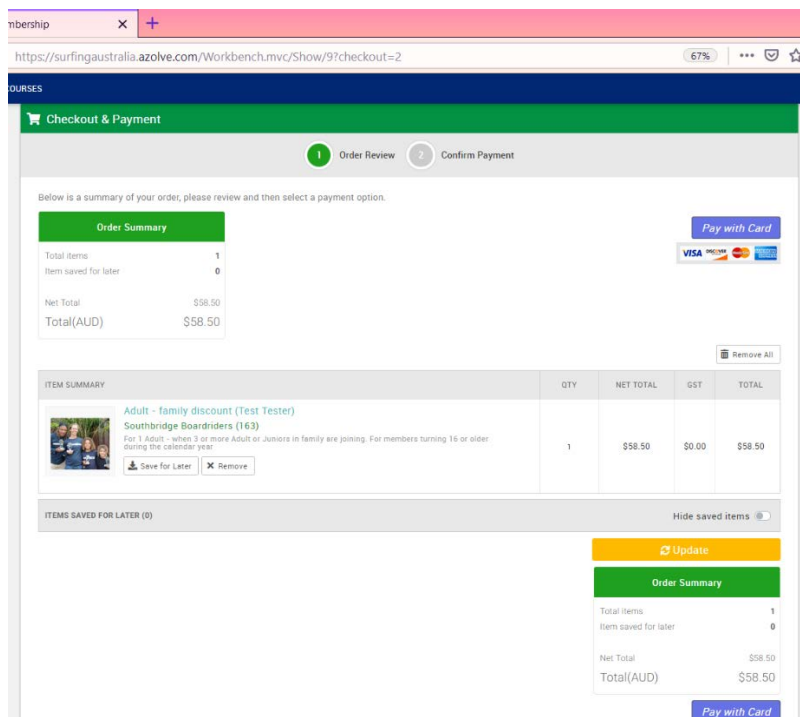 mbership
https://surfingaustralia.azolve.com/Workbench.mvc/Show/9?checkout=2
67%
COURSES
Checkout & Payment
1 Order Review 2 Confirm Payment
Below is a summary of your order, please review and then select a payment option.
Order Summary
Total items 1
Item saved for later 0
Net Total $58.50
Total(AUD) $58.50
Pay with Card
VISA DISCOVER
Remove All
ITEM SUMMARY QTY NET TOTAL GST TOTAL
Adult - family discount (Test Tester)
Southbridge Boardriders (163)
For 1 Adult - when 3 or more Adult or Juniors in family are joining. For members turning 16 or older
during the calendar year
1 $58.50 $0.00 $58.50
Save for Later Remove
ITEMS SAVED FOR LATER (0) Hide saved items
Update
Order Summary
Total items 1
Item saved for later 0
Net Total $58.50
Total(AUD) $58.50
Pay with Card